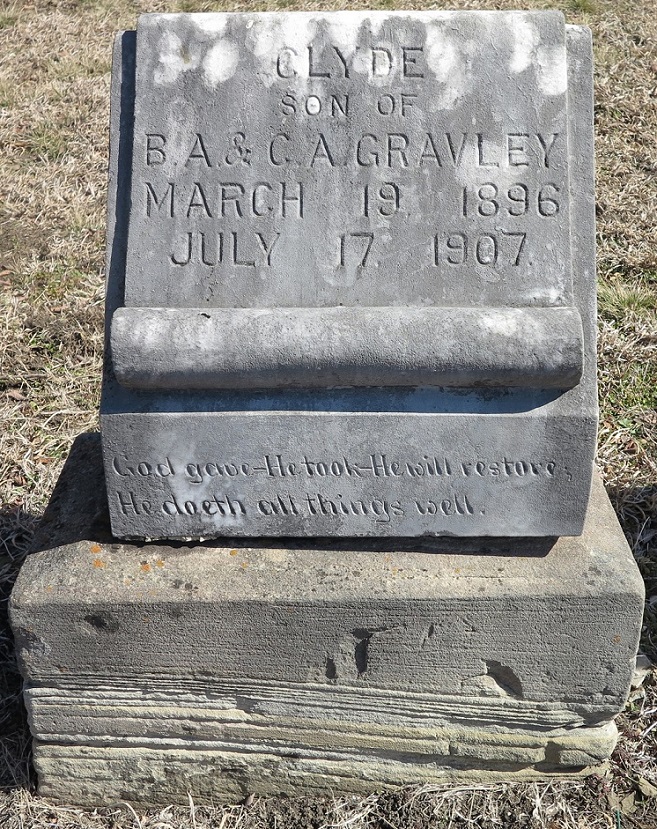 CLYDE
SON OF
B. A. & C. A. GRAVLEY
MARCH 19, 1896
JULY 17, 1907.
God gave-He took-He will restore;
He doeth all things well.